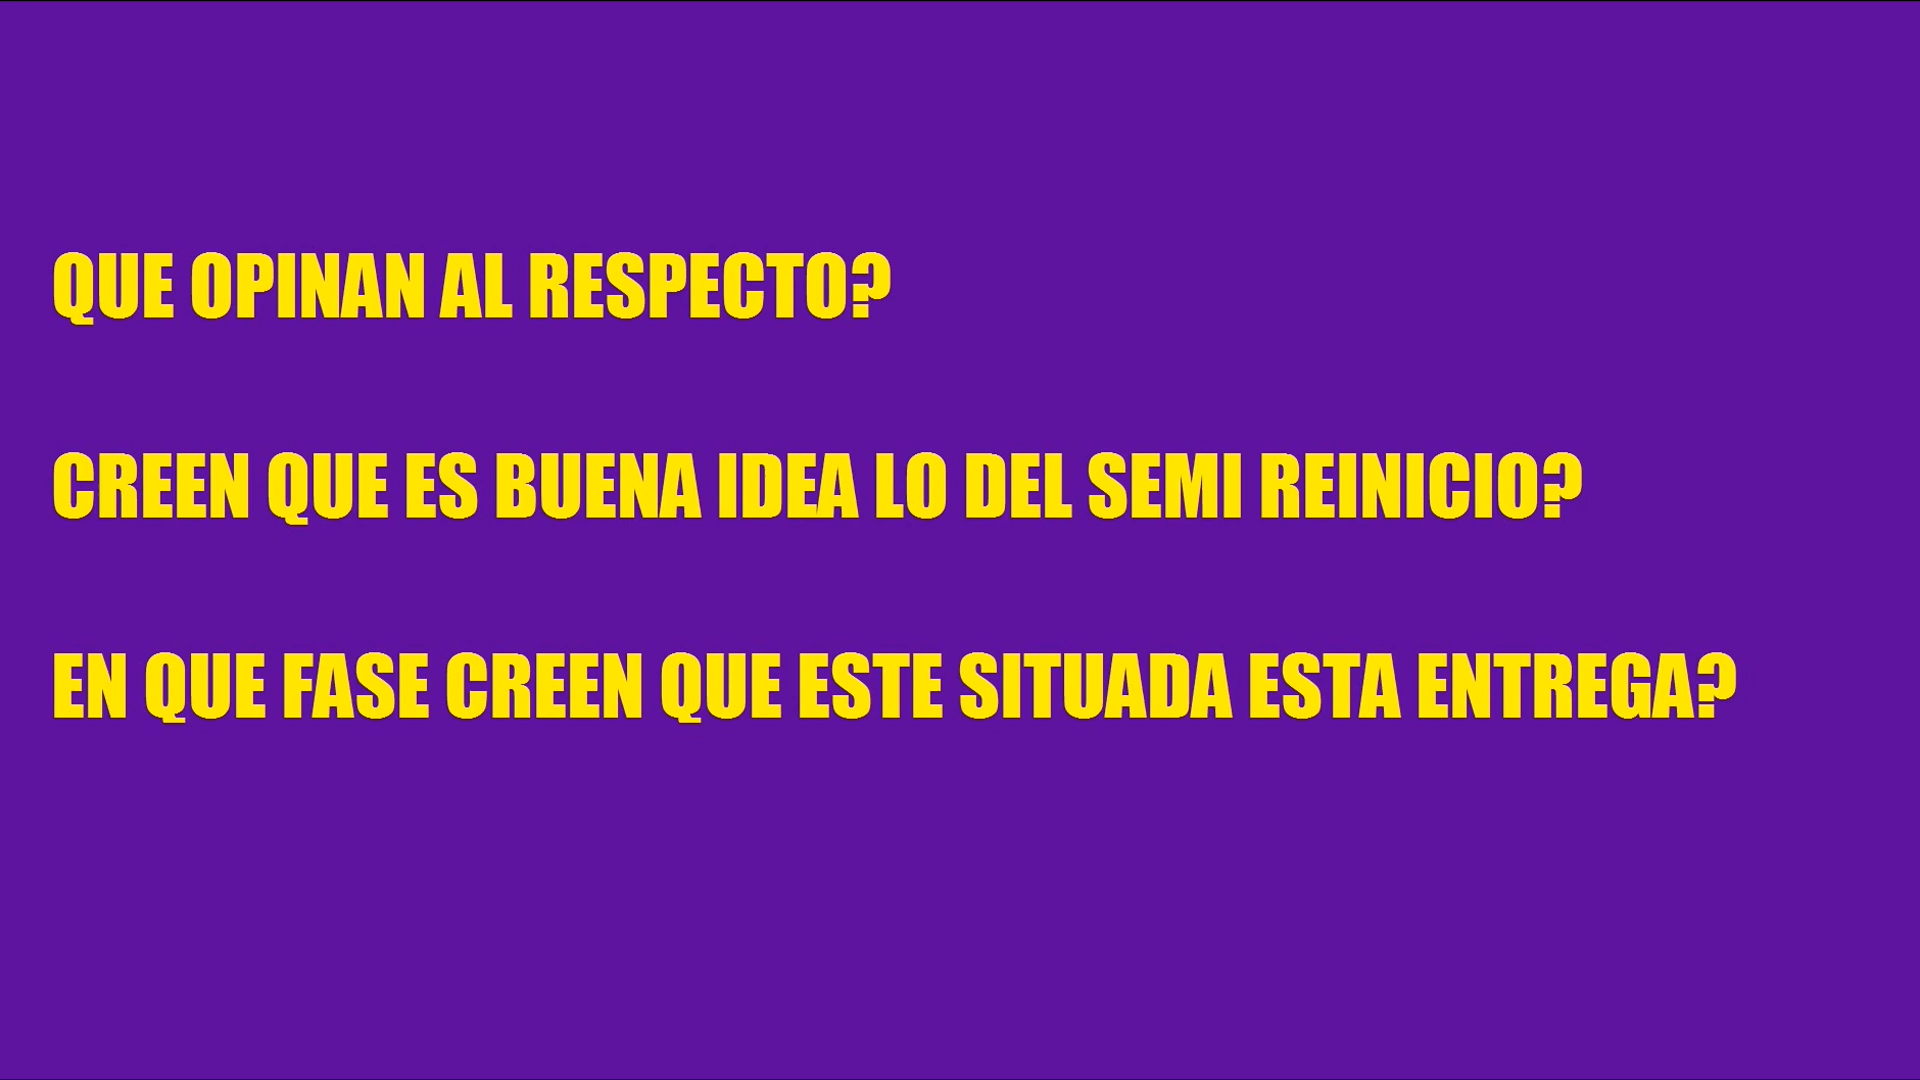 QUE OPINAN AL RESPECTO?
CREEN QUE ES BUENA IDEA LO DEL SEMI REINICIO?
EN QUE FASE CREEN QUE ESTE SITUADA ESTA ENTREGA?